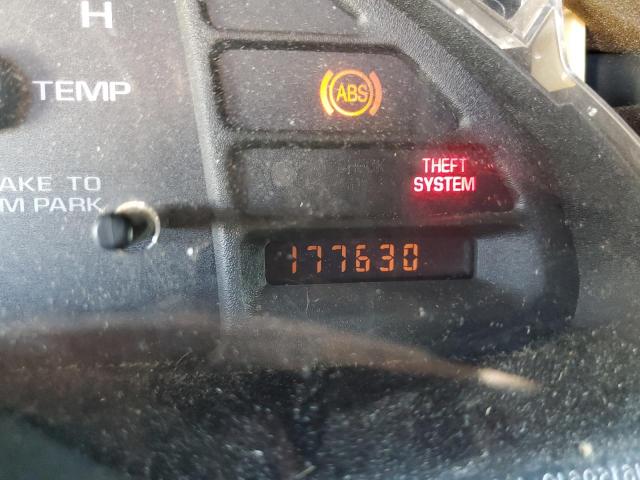 H
TEMP
ABS
THEFT
SYSTEM
AKE TO
M PARK
177630